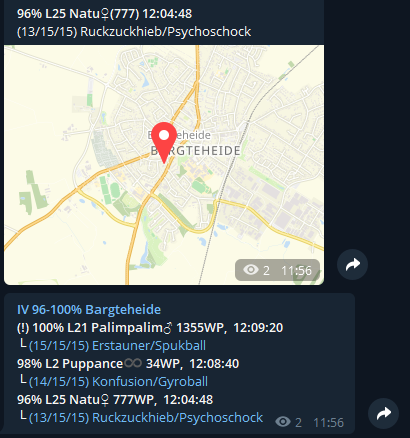 96% L25 Natu♀(777) 12:04:48
(13/15/15) Ruckzuckhieb/Psychoschock
Bargteheide
BARGTEHEIDE
2 11:56
IV 96-100% Bargteheide
(!) 100% L21 Palimpalim♂ 1355WP, 12:09:20
└ (15/15/15) Erstauner/Spukball
98% L2 Puppance♾ 34WP, 12:08:40
└ (14/15/15) Konfusion/Gyroball
96% L25 Natu♀ 777WP, 12:04:48
└ (13/15/15) Ruckzuckhieb/Psychoschock
2 11:56